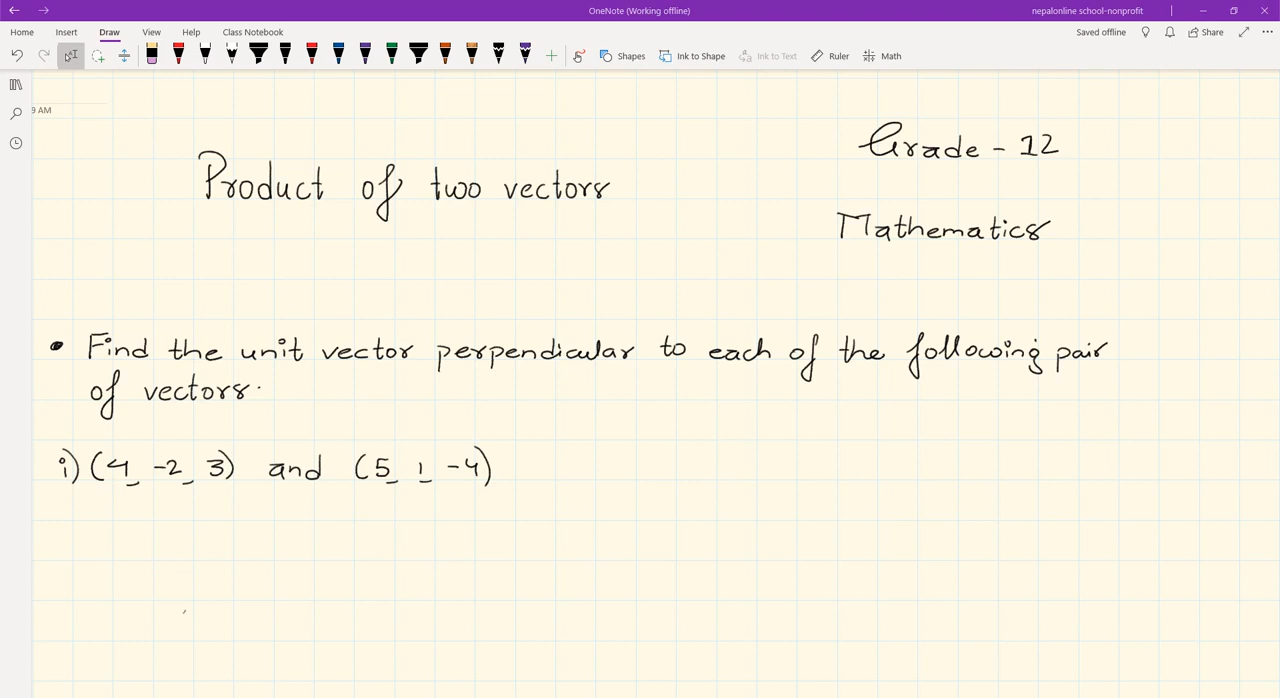 OneNote (Working offline)
nepalonline school-nonprofit
Home Insert Draw View Help Class Notebook
Saved offline Share
Shapes Ink to Shape Ink to Text Ruler Math
9 AM
Grade - 12
Product of two vectors
Mathematics
• Find the unit vector perpendicular to each of the following pair
of vectors.
i) (4, -2, 3) and (5, 1, -4)